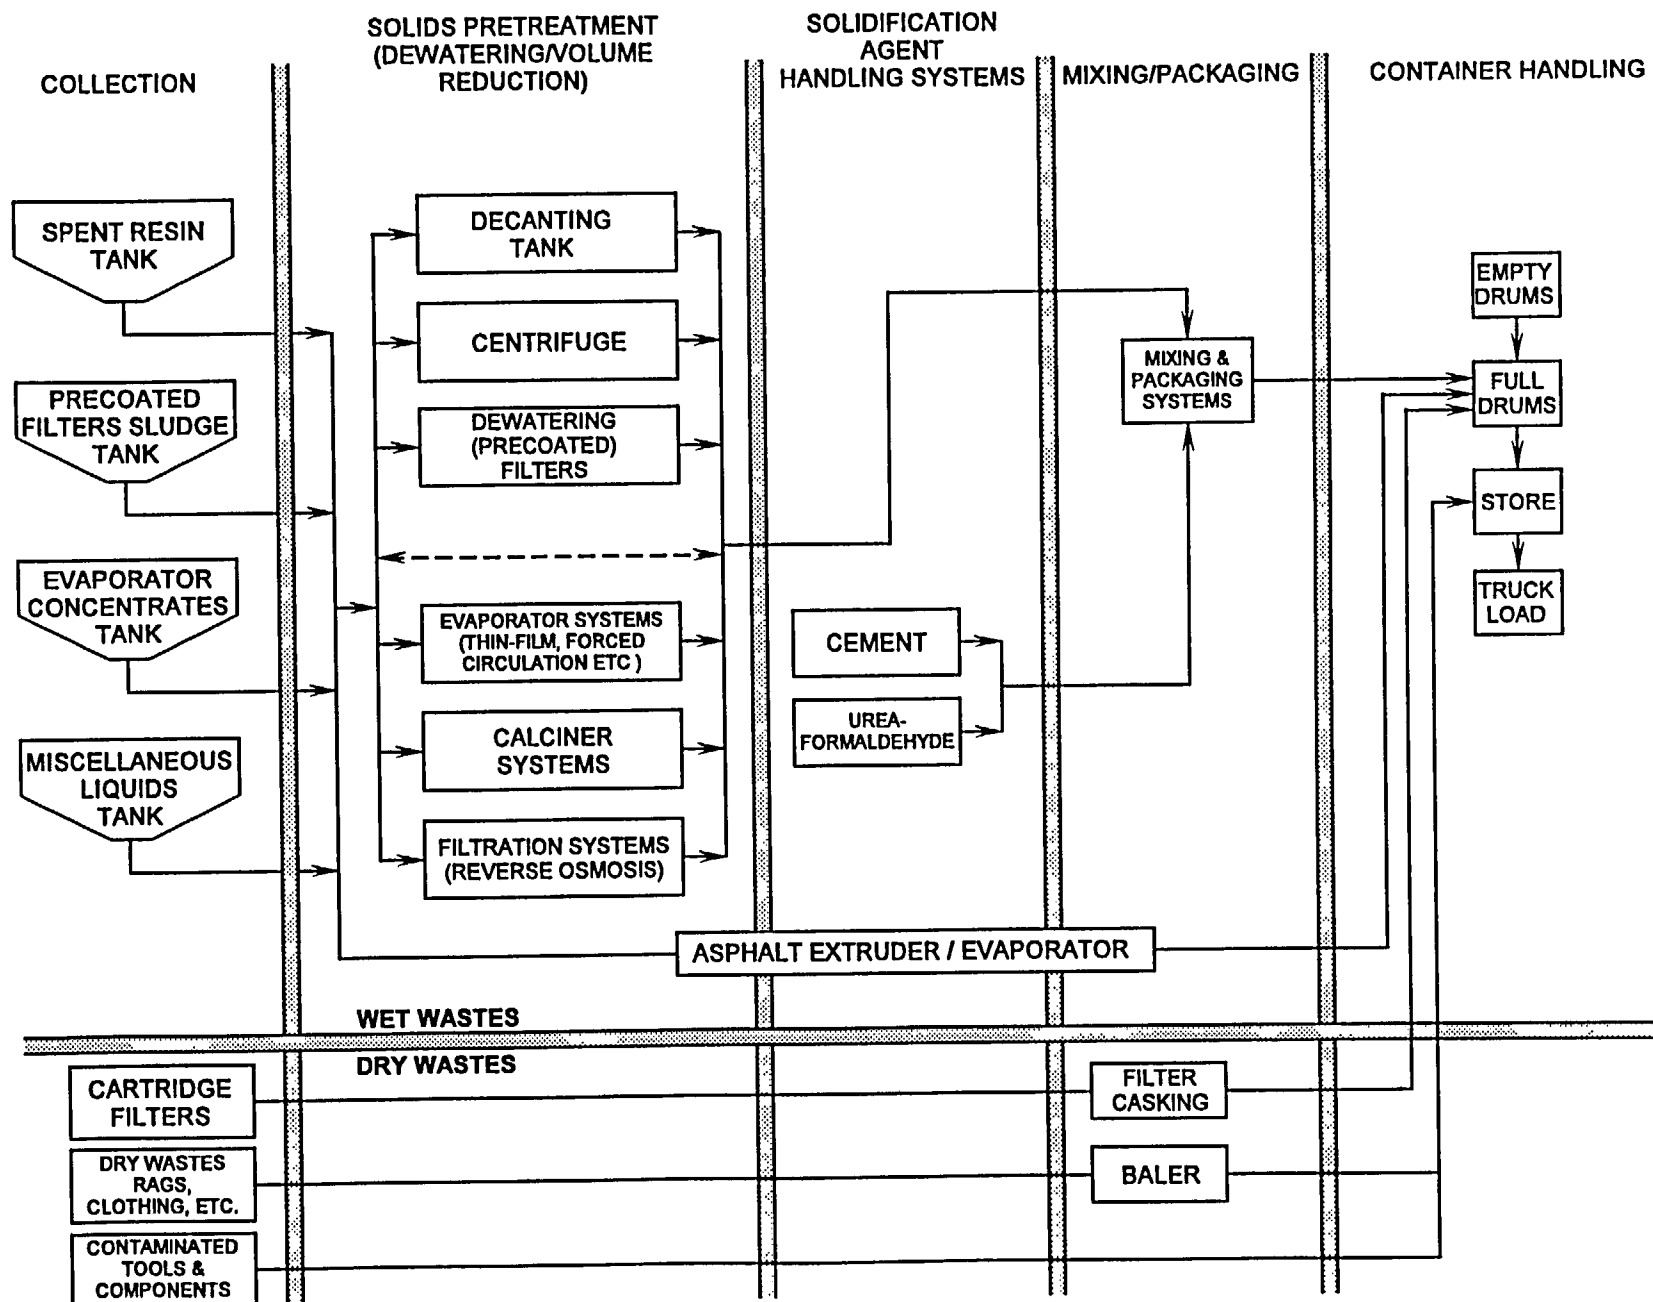 COLLECTION
SOLIDS PRETREATMENT
(DEWATERING/VOLUME
REDUCTION)
SOLIDIFICATION
AGENT
HANDLING SYSTEMS
MIXING/PACKAGING
CONTAINER HANDLING
SPENT RESIN
TANK
PRECOATED
FILTERS SLUDGE
TANK
EVAPORATOR
CONCENTRATES
TANK
MISCELLANEOUS
LIQUIDS
TANK
DECANTING
TANK
CENTRIFUGE
DEWATERING
(PRECOATED)
FILTERS
EVAPORATOR SYSTEMS
(THIN-FILM, FORCED
CIRCULATION ETC )
CALCINER
SYSTEMS
FILTRATION SYSTEMS
(REVERSE OSMOSIS)
CEMENT
UREA-
FORMALDEHYDE
MIXING &
PACKAGING
SYSTEMS
EMPTY
DRUMS
FULL
DRUMS
STORE
TRUCK
LOAD
ASPHALT EXTRUDER / EVAPORATOR
WET WASTES
DRY WASTES
CARTRIDGE
FILTERS
FILTER
CASKING
DRY WASTES
RAGS,
CLOTHING, ETC.
BALER
CONTAMINATED
TOOLS &
COMPONENTS